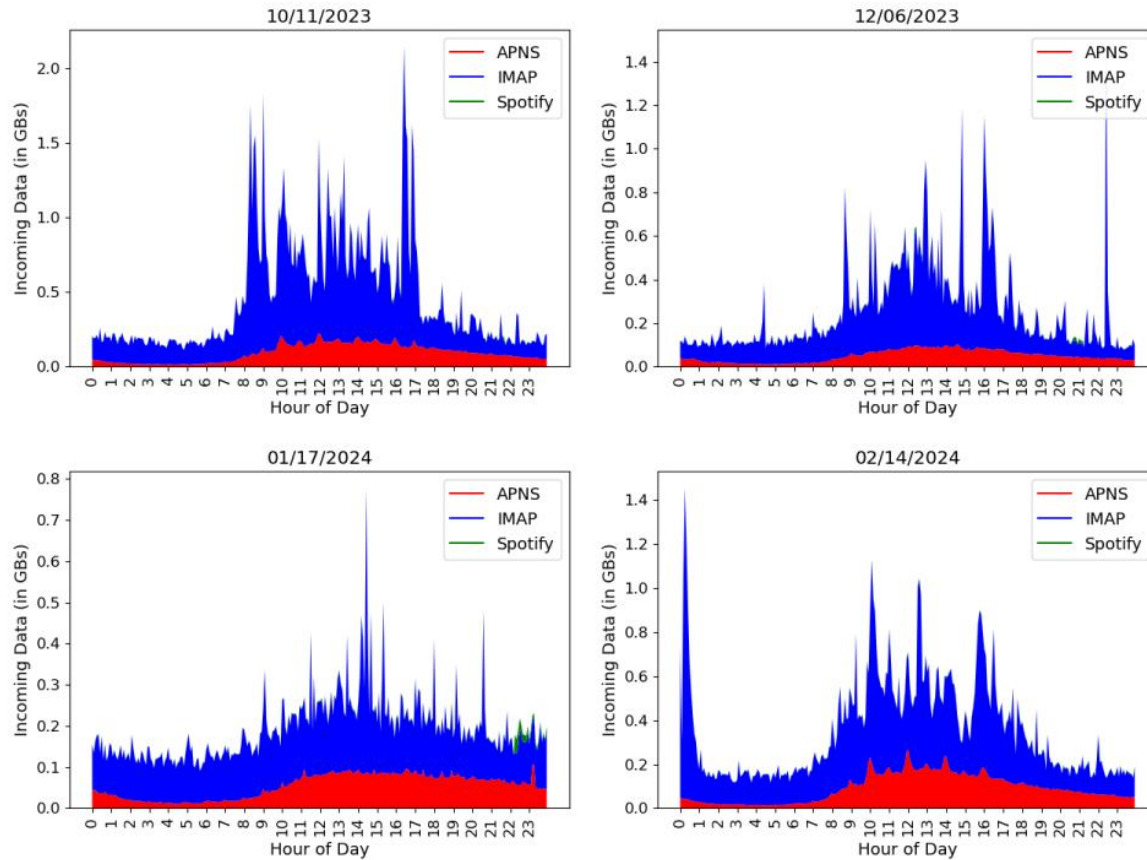 10/11/2023
Incoming Data (in GBs)
2.0
1.5
1.0
0.5
0.0
APNS
IMAP
Spotify
0 1 2 3 4 5 6 7 8 9 10 11 12 13 14 15 16 17 18 19 20 21 22 23
Hour of Day
12/06/2023
Incoming Data (in GBs)
1.4
1.2
1.0
0.8
0.6
0.4
0.2
0.0
APNS
IMAP
Spotify
0 1 2 3 4 5 6 7 8 9 10 11 12 13 14 15 16 17 18 19 20 21 22 23
Hour of Day
01/17/2024
Incoming Data (in GBs)
0.8
0.7
0.6
0.5
0.4
0.3
0.2
0.1
0.0
APNS
IMAP
Spotify
0 1 2 3 4 5 6 7 8 9 10 11 12 13 14 15 16 17 18 19 20 21 22 23
Hour of Day
02/14/2024
Incoming Data (in GBs)
1.4
1.2
1.0
0.8
0.6
0.4
0.2
0.0
APNS
IMAP
Spotify
0 1 2 3 4 5 6 7 8 9 10 11 12 13 14 15 16 17 18 19 20 21 22 23
Hour of Day